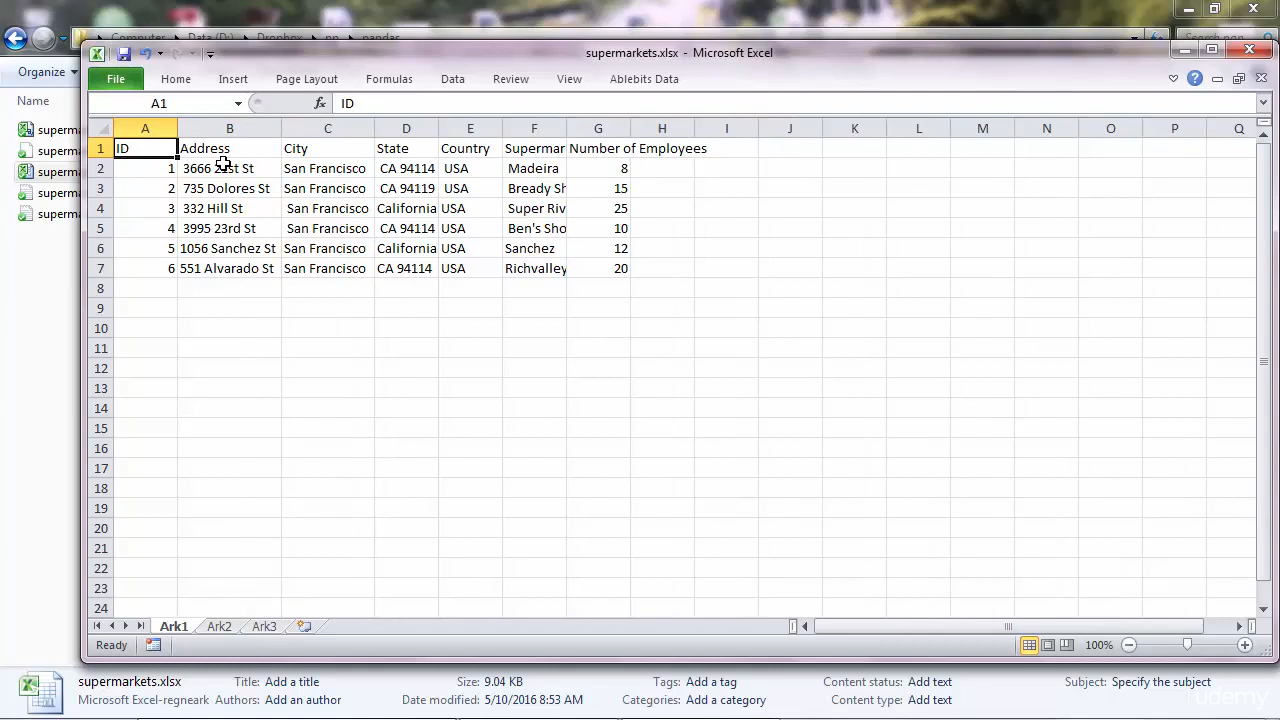 supermarkets.xlsx - Microsoft Excel
Computer Data (D:) Dropbox pp pandas
Organize
Name
File Home Insert Page Layout Formulas Data Review View Ablebits Data
A1 fx ID
A B C D E F G H I J K L M N O P Q
1 ID Address City State Country Supermar Number of Employees
2 1 3666 21st St San Francisco CA 94114 USA Madeira 8
3 2 735 Dolores St San Francisco CA 94119 USA Bready Sh 15
4 3 332 Hill St San Francisco California USA Super Riv 25
5 4 3995 23rd St San Francisco CA 94114 USA Ben's Sho 10
6 5 1056 Sanchez St San Francisco California USA Sanchez 12
7 6 551 Alvarado St San Francisco CA 94114 USA Richvalley 20
8
9
10
11
12
13
14
15
16
17
18
19
20
21
22
23
24
superma
superma
superma
superma
superma
Ark1 Ark2 Ark3
Ready 100%
supermarkets.xlsx Title: Add a title Size: 9.04 KB Tags: Add a tag Content status: Add text Subject: Specify the subject
Microsoft Excel-regneark Authors: Add an author Date modified: 5/10/2016 8:53 AM Categories: Add a category Content type: Add text
udemy